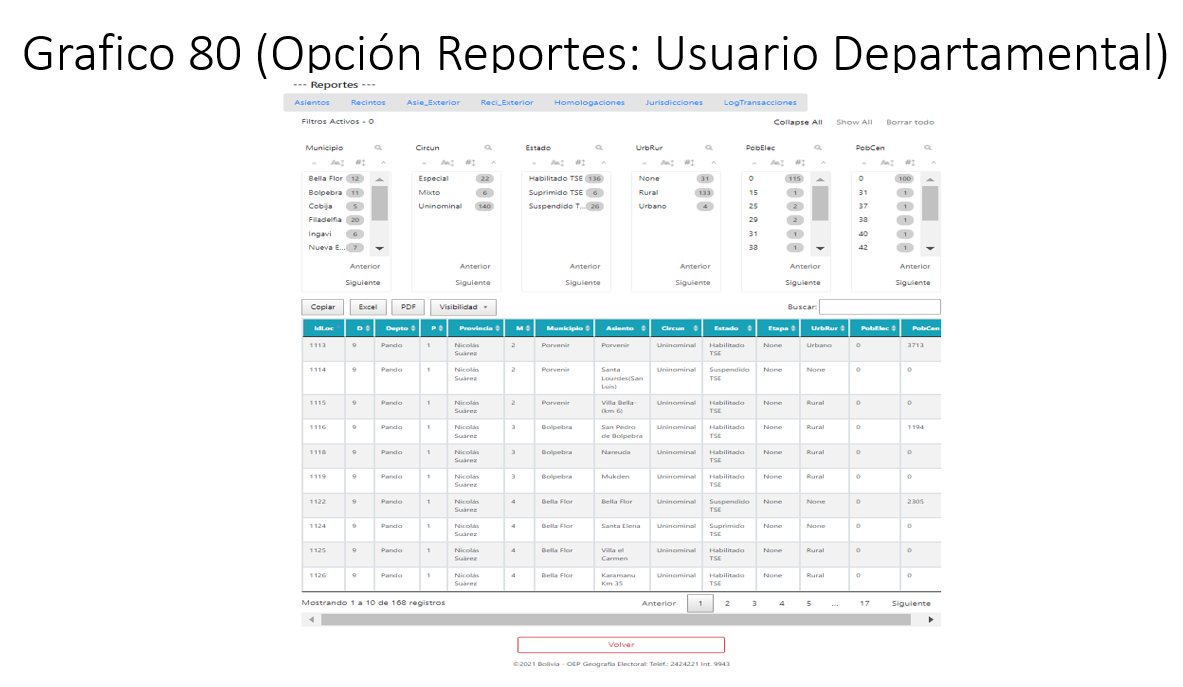 Grafico 80 (Opción Reportes: Usuario Departamental)
--- Reportes ---
Asientos Recintos Asie_Exterior Reci_Exterior Homologaciones Jurisdicciones LogTransacciones
Filtros Activos - 0 Collapse All Show All Borrar todo
Municipio Circun Estado UrbRur PobElec PobCen
Bella Flor 12 Especial 22 Habilitado TSE 136 None 31 0 115 0 100
Bolpebra 11 Mixto 6 Suprimido TSE 6 Rural 133 15 1 31 1
Cobija 5 Uninominal 140 Suspendido T... 26 Urbano 4 25 2 37 1
Filadelfia 20 29 2 38 1
Ingavi 6 31 1 40 1
Nueva E... 7 38 1 42 1
Anterior Anterior Anterior Anterior Anterior Anterior
Siguiente Siguiente Siguiente Siguiente Siguiente Siguiente
Copiar Excel PDF Visibilidad Buscar:
IdLoc D Depto P Provincia M Municipio Asiento Circun Estado Etapa UrbRur PobElec PobCen
1113 9 Pando 1 Nicolás 2 Porvenir Porvenir Uninominal Habilitado None Urbano 0 3713
Suárez TSE
1114 9 Pando 1 Nicolás 2 Porvenir Santa Uninominal Suspendido None None 0 0
Suárez Lourdes(San TSE
Luis)
1115 9 Pando 1 Nicolás 2 Porvenir Villa Bella- Uninominal Habilitado None Rural 0 0
Suárez (km 6) TSE
1116 9 Pando 1 Nicolás 3 Bolpebra San Pedro Uninominal Habilitado None Rural 0 1194
Suárez de Bolpebra TSE
1118 9 Pando 1 Nicolás 3 Bolpebra Nareuda Uninominal Habilitado None Rural 0 0
Suárez TSE
1119 9 Pando 1 Nicolás 3 Bolpebra Mukden Uninominal Habilitado None Rural 0 0
Suárez TSE
1122 9 Pando 1 Nicolás 4 Bella Flor Bella Flor Uninominal Suspendido None None 0 2305
Suárez TSE
1124 9 Pando 1 Nicolás 4 Bella Flor Santa Elena Uninominal Suprimido None None 0 0
Suárez TSE
1125 9 Pando 1 Nicolás 4 Bella Flor Villa el Uninominal Habilitado None Rural 0 0
Suárez Carmen TSE
1126 9 Pando 1 Nicolás 4 Bella Flor Karamanu Uninominal Habilitado None Rural 0 0
Suárez Km 35 TSE
Mostrando 1 a 10 de 168 registros Anterior 1 2 3 4 5 ... 17 Siguiente
Volver
©2021 Bolivia - OEP Geografía Electoral: Teléf.: 2424221 Int. 9943